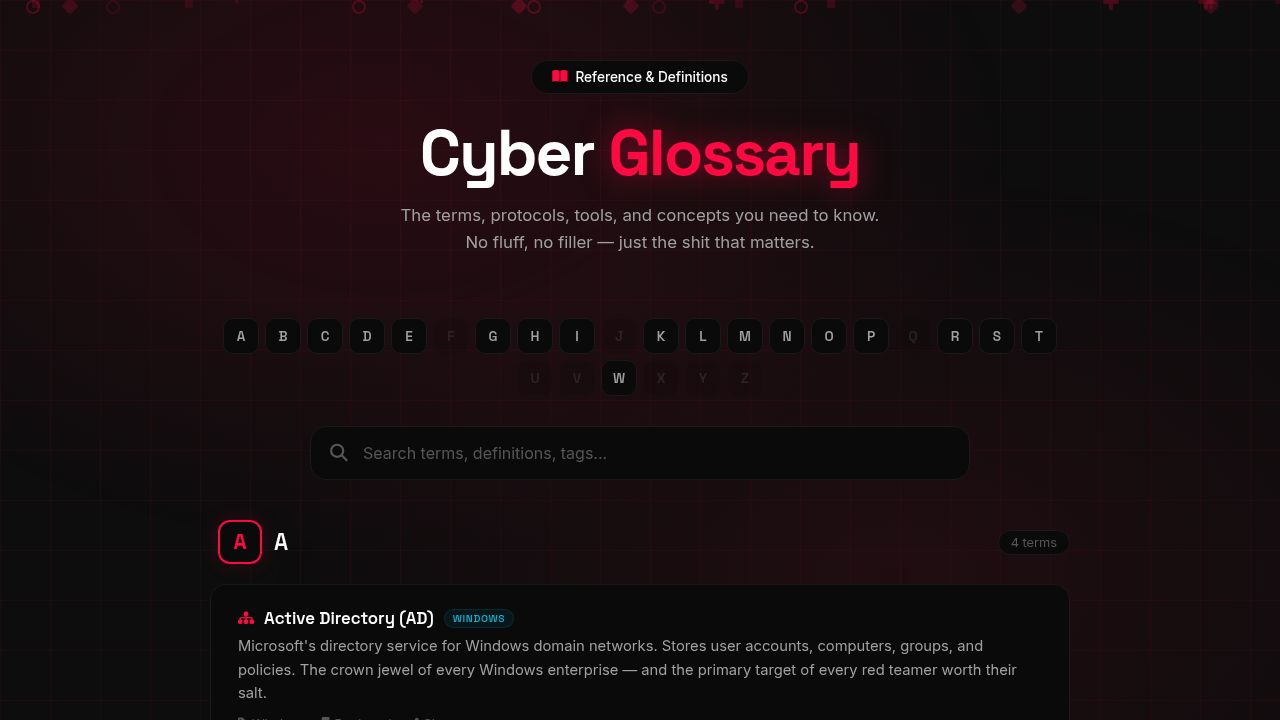 Reference & Definitions
Cyber Glossary
The terms, protocols, tools, and concepts you need to know.
No fluff, no filler — just the shit that matters.
A B C D E F G H I J K L M N O P Q R S T
U V W X Y Z
Search terms, definitions, tags...
A A 4 terms
Active Directory (AD) WINDOWS
Microsoft's directory service for Windows domain networks. Stores user accounts, computers, groups, and
policies. The crown jewel of every Windows enterprise — and the primary target of every red teamer worth their
salt.